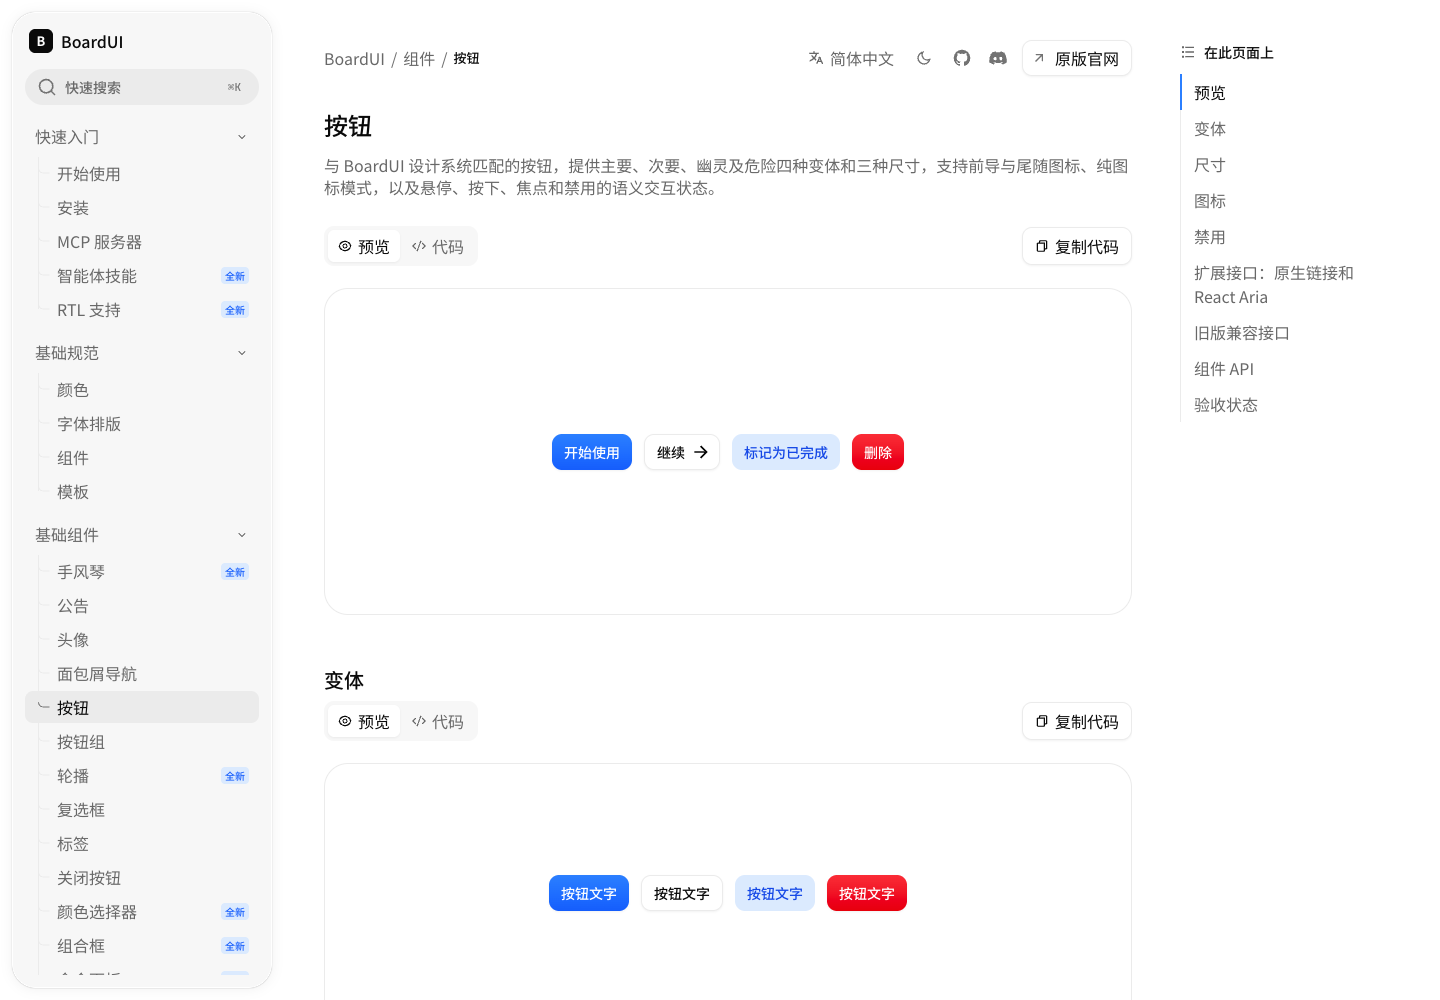 B BoardUI
快速搜索 ⌘K
快速入门
开始使用
安装
MCP 服务器
智能体技能 全新
RTL 支持 全新
基础规范
颜色
字体排版
组件
模板
基础组件
手风琴 全新
公告
头像
面包屑导航
按钮
按钮组
轮播 全新
复选框
标签
关闭按钮
颜色选择器 全新
组合框 全新
BoardUI / 组件 / 按钮
简体中文
原版官网
按钮
与 BoardUI 设计系统匹配的按钮，提供主要、次要、幽灵及危险四种变体和三种尺寸，支持前导与尾随图标、纯图
标模式，以及悬停、按下、焦点和禁用的语义交互状态。
预览 代码 复制代码
开始使用 继续 标记为已完成 删除
变体
预览 代码 复制代码
按钮文字 按钮文字 按钮文字 按钮文字
在此页面上
预览
变体
尺寸
图标
禁用
扩展接口：原生链接和
React Aria
旧版兼容接口
组件 API
验收状态